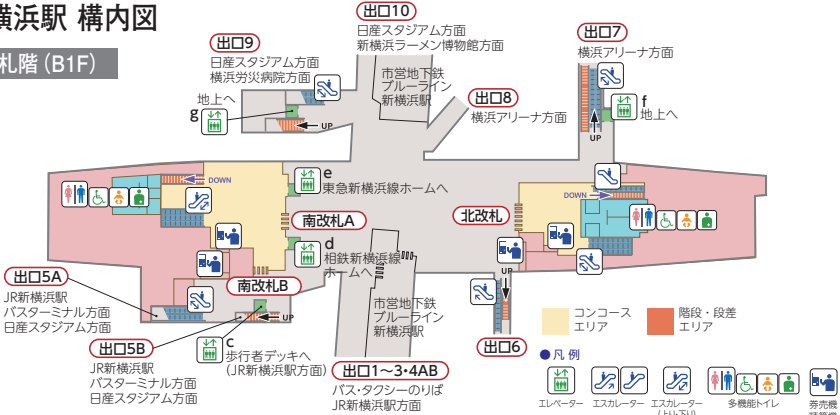 横浜駅 構内図
札階（B1F）
出口10
日産スタジアム方面
新横浜ラーメン博物館方面
出口9
日産スタジアム方面
横浜労災病院方面
出口7
横浜アリーナ方面
市営地下鉄
ブルーライン
新横浜駅
出口8
横浜アリーナ方面
地上へ
g
UP
f
地上へ
UP
DOWN
e
東急新横浜線ホームへ
DOWN
南改札A
北改札
d
相鉄新横浜線
ホームへ
出口5A
JR新横浜駅
バスターミナル方面
日産スタジアム方面
南改札B
UP
UP
市営地下鉄
ブルーライン
新横浜駅
出口5B
JR新横浜駅
バスターミナル方面
日産スタジアム方面
c
歩行者デッキへ
（JR新横浜駅方面）
出口1～3・4AB
バス・タクシーのりば
JR新横浜駅方面
出口6
コンコース
エリア
階段・段差
エリア
●凡 例
エレベーター
エスカレーター
エスカレーター
多機能トイレ
券売機